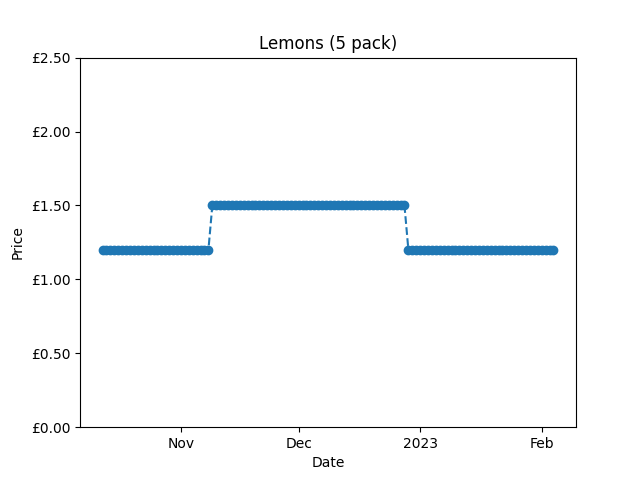 Lemons (5 pack)
£2.50
£2.00
£1.50
£1.00
£0.50
£0.00
Price
Nov Dec 2023 Feb
Date